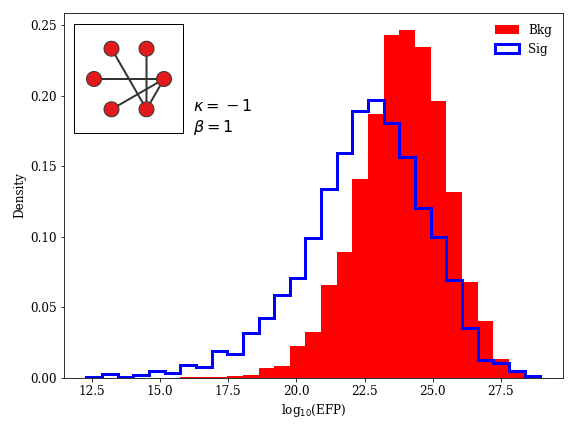 Bkg
Sig
κ = −1
β = 1
Density
0.25
0.20
0.15
0.10
0.05
0.00
12.5 15.0 17.5 20.0 22.5 25.0 27.5
log₁₀(EFP)